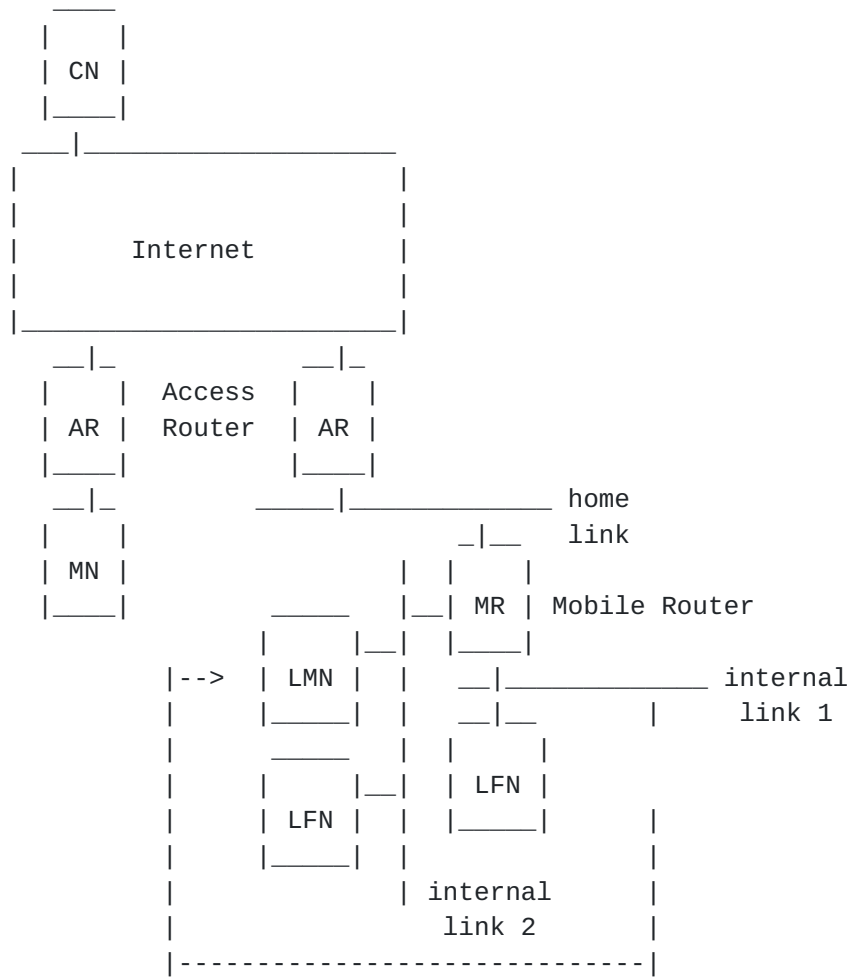 CN
Internet
Access
AR Router AR
home
link
MN
MR Mobile Router
LMN internal
link 1
LFN
LFN
internal
link 2